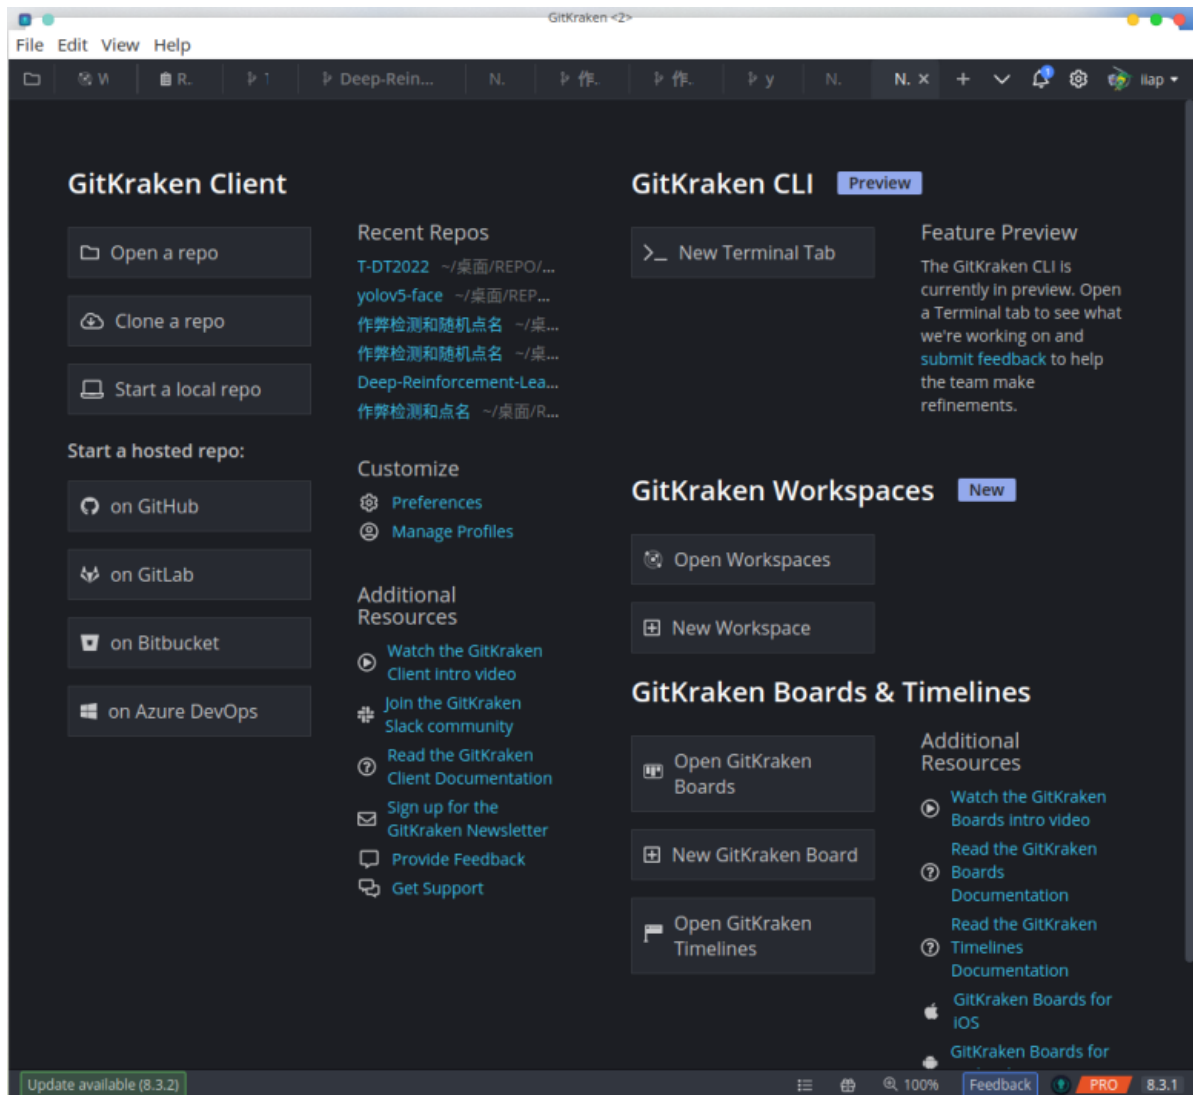 GitKraken <2>
File Edit View Help
W R. Deep-Rein... N. 作. 作. y N. N. iiap
GitKraken Client
Open a repo
Clone a repo
Start a local repo
Start a hosted repo:
on GitHub
on GitLab
on Bitbucket
on Azure DevOps
Recent Repos
T-DT2022 ~/桌面/REPO/...
yolov5-face ~/桌面/REP...
作弊检测和随机点名 ~/桌...
作弊检测和随机点名 ~/桌...
Deep-Reinforcement-Lea...
作弊检测和点名 ~/桌面/R...
Customize
Preferences
Manage Profiles
Additional
Resources
Watch the GitKraken
Client intro video
Join the GitKraken
Slack community
Read the GitKraken
Client Documentation
Sign up for the
GitKraken Newsletter
Provide Feedback
Get Support
GitKraken CLI Preview
New Terminal Tab
Feature Preview
The GitKraken CLI is
currently in preview. Open
a Terminal tab to see what
we're working on and
submit feedback to help
the team make
refinements.
GitKraken Workspaces New
Open Workspaces
New Workspace
GitKraken Boards & Timelines
Open GitKraken
Boards
New GitKraken Board
Open GitKraken
Timelines
Additional
Resources
Watch the GitKraken
Boards intro video
Read the GitKraken
Boards
Documentation
Read the GitKraken
Timelines
Documentation
GitKraken Boards for
iOS
GitKraken Boards for
Update available (8.3.2) 100% Feedback PRO 8.3.1